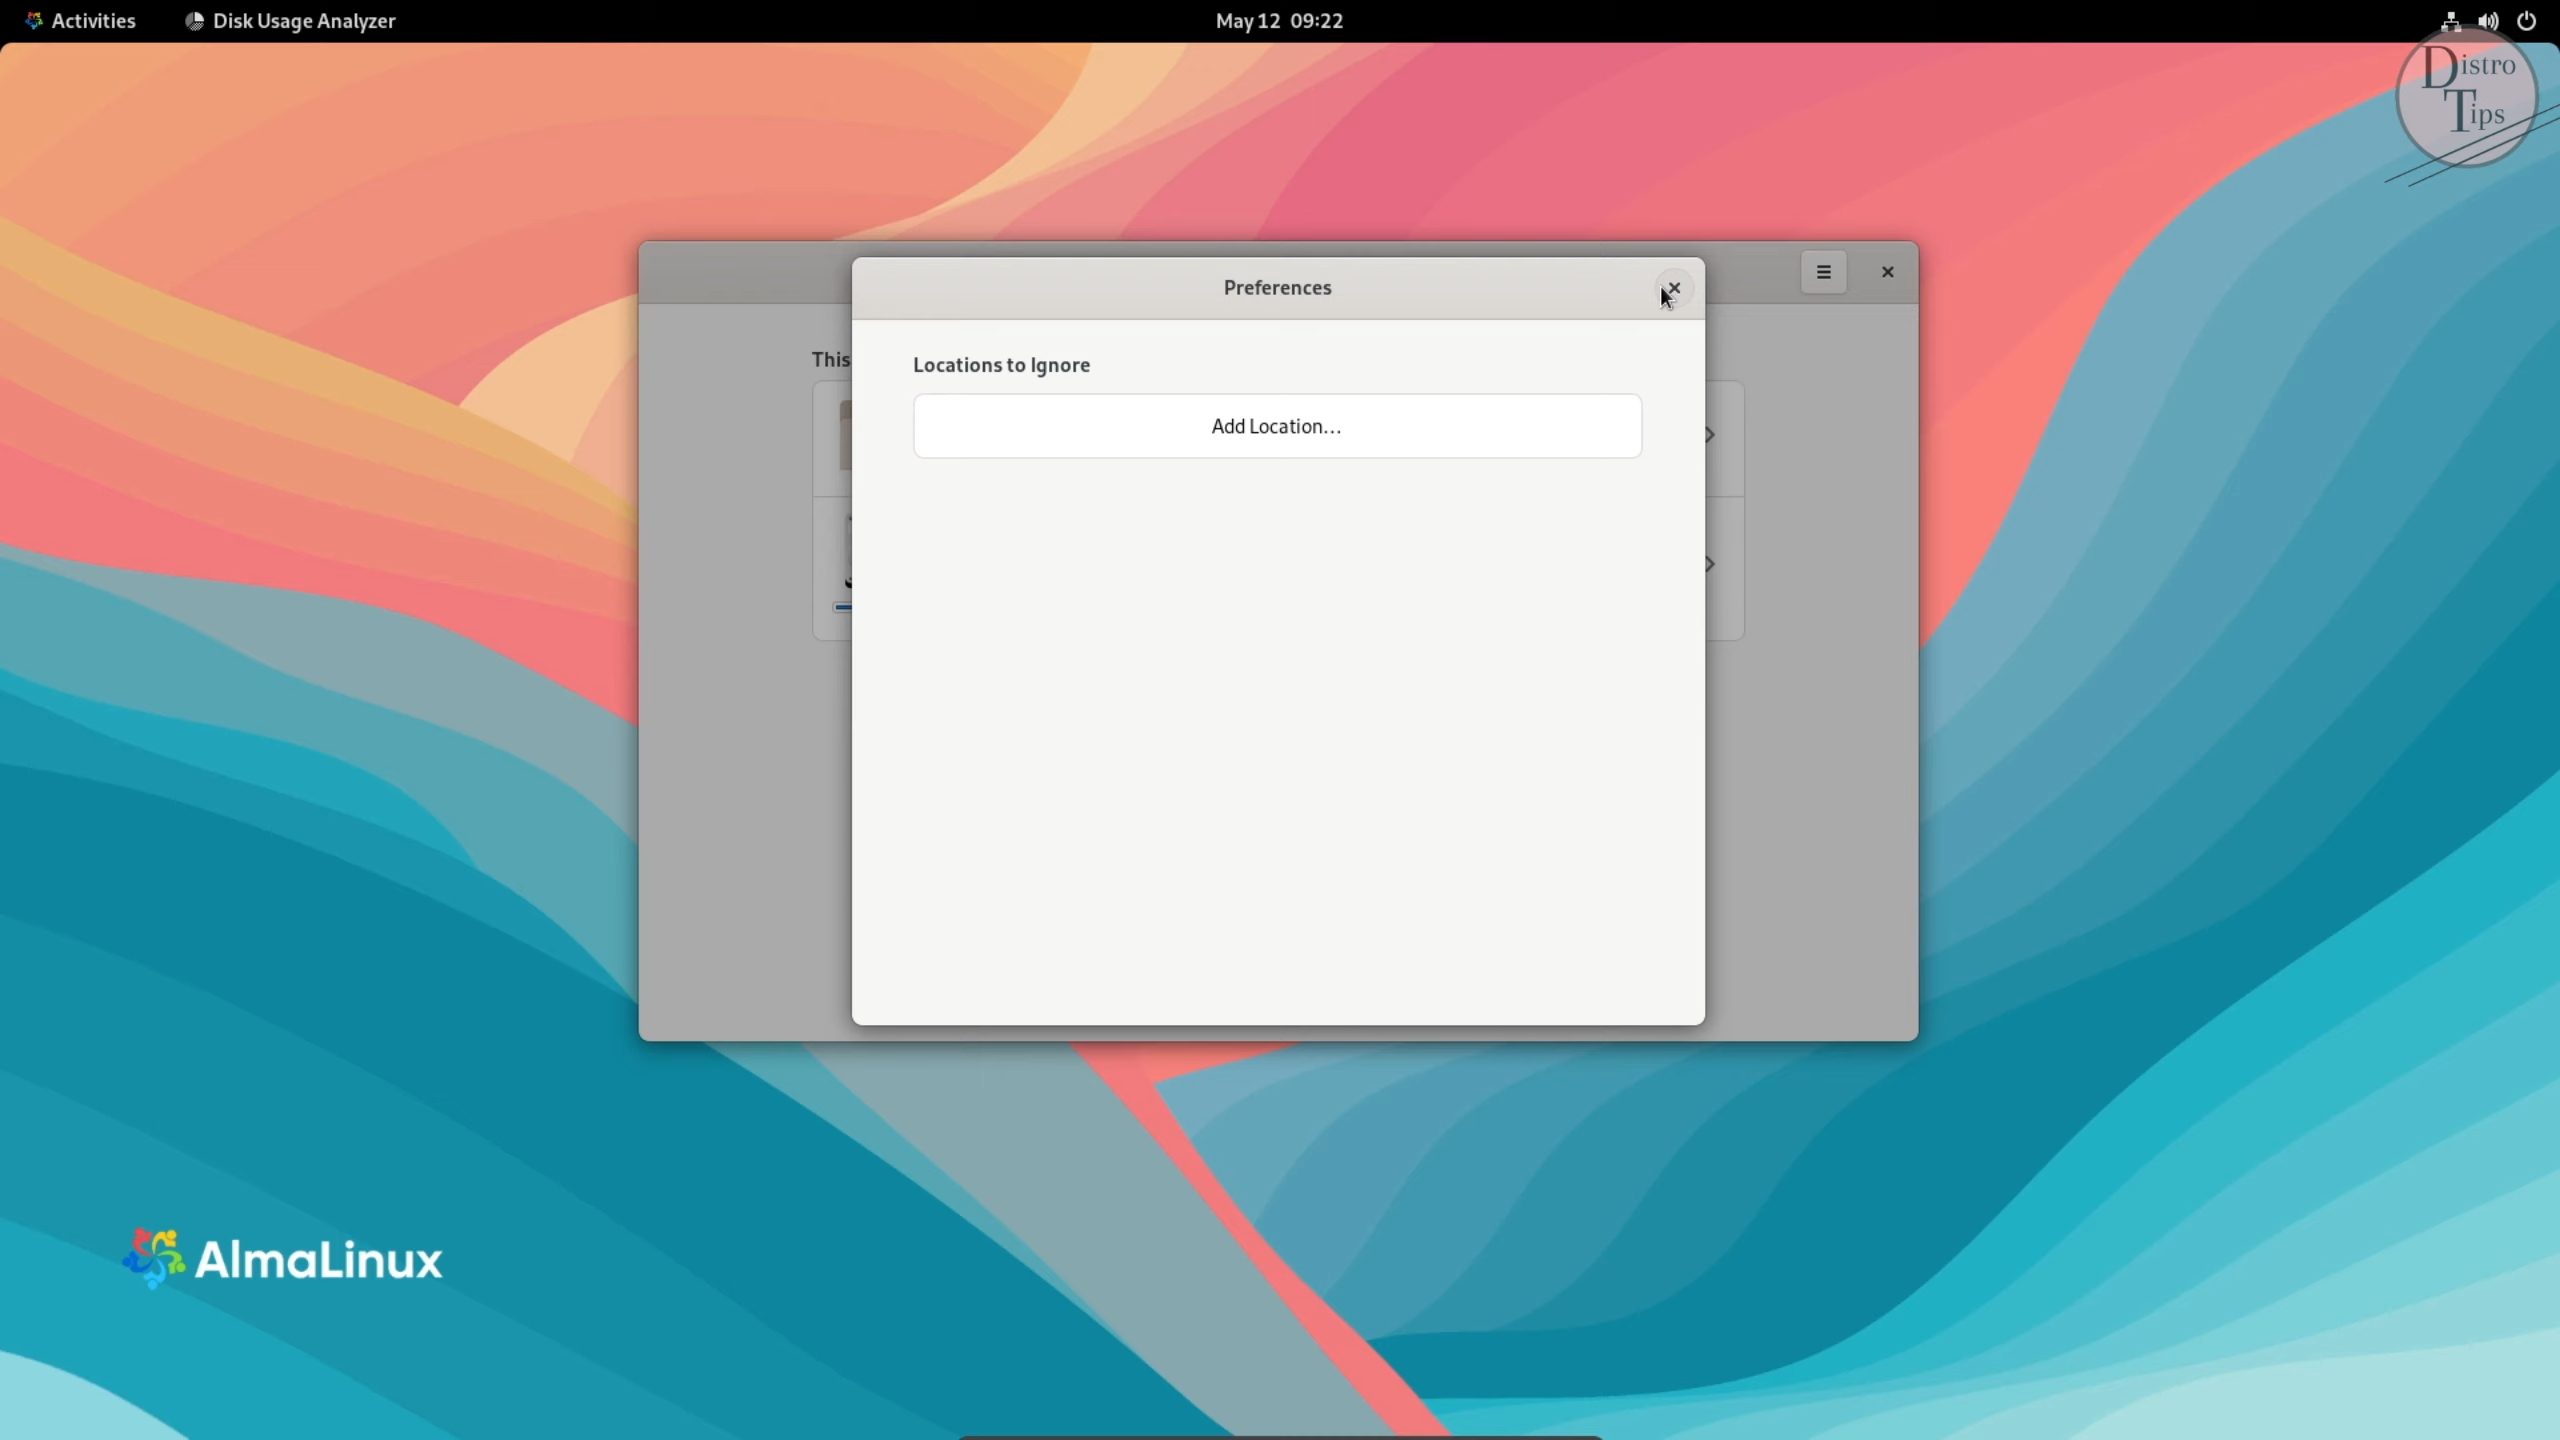 Activities
Disk Usage Analyzer
May 12 09:22
Distro
Tips
Preferences
This
Locations to Ignore
Add Location...
AlmaLinux